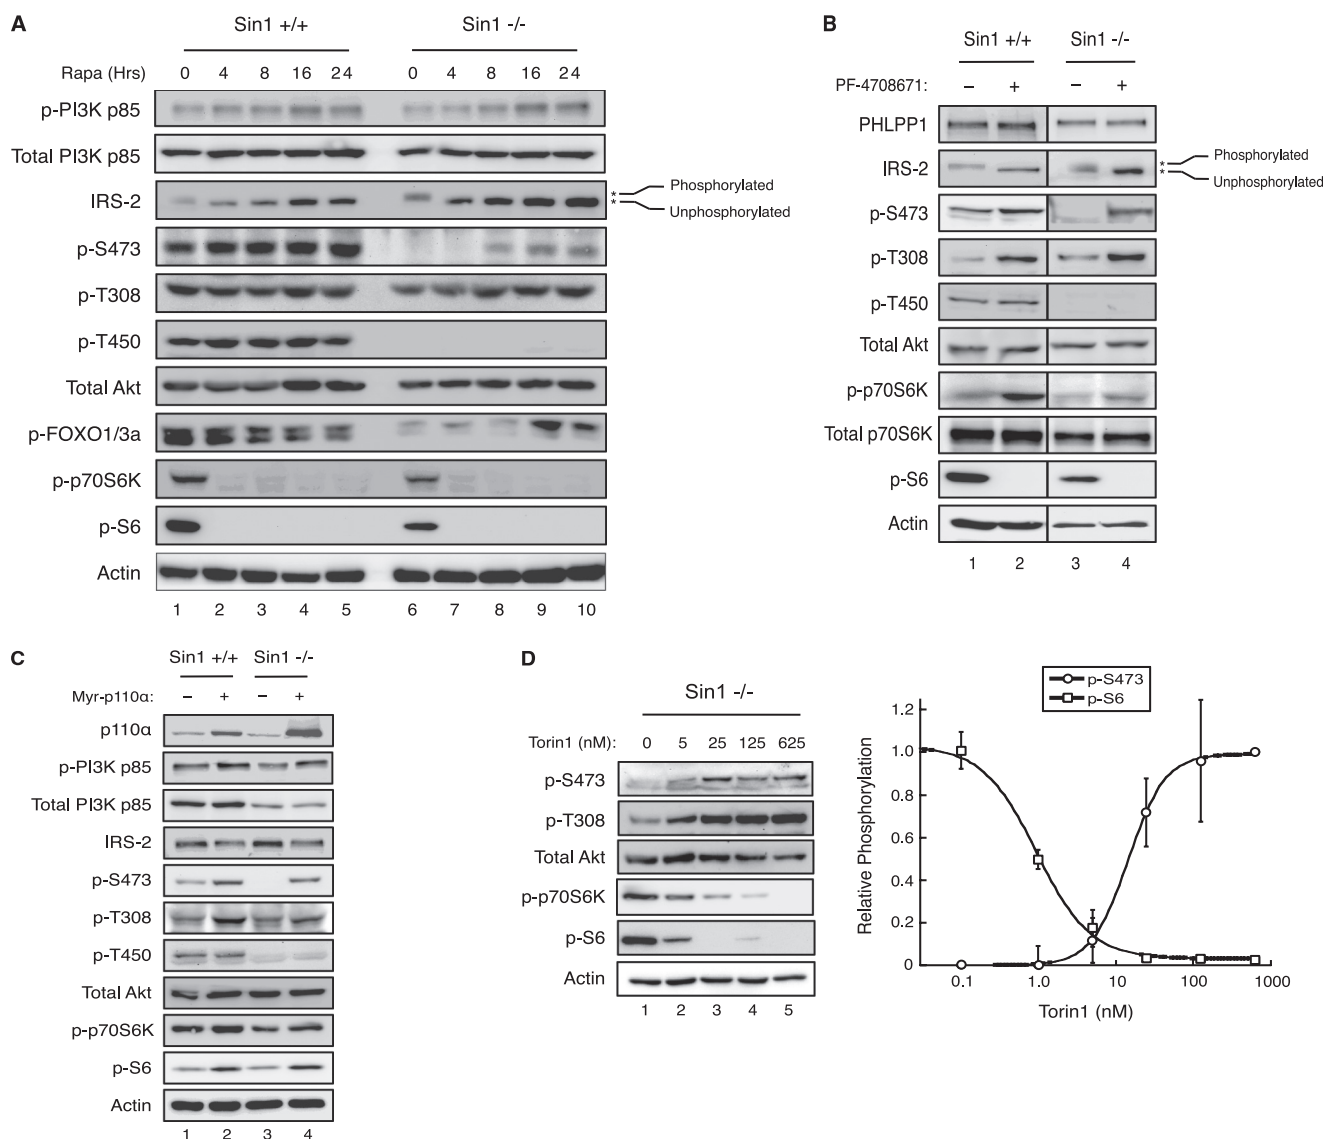 A
Sin1 +/+ Sin1 -/-
Rapa (Hrs) 0 4 8 16 24 0 4 8 16 24
p-PI3K p85
Total PI3K p85
IRS-2 * Phosphorylated
* Unphosphorylated
p-S473
p-T308
p-T450
Total Akt
p-FOXO1/3a
p-p70S6K
p-S6
Actin
1 2 3 4 5 6 7 8 9 10
B
Sin1 +/+ Sin1 -/-
PF-4708671: – + – +
PHLPP1
IRS-2 * Phosphorylated
* Unphosphorylated
p-S473
p-T308
p-T450
Total Akt
p-p70S6K
Total p70S6K
p-S6
Actin
1 2 3 4
C
Sin1 +/+ Sin1 -/-
Myr-p110α: – + – +
p110α
p-PI3K p85
Total PI3K p85
IRS-2
p-S473
p-T308
p-T450
Total Akt
p-p70S6K
p-S6
Actin
1 2 3 4
D
Sin1 -/-
Torin1 (nM): 0 5 25 125 625
p-S473
p-T308
Total Akt
p-p70S6K
p-S6
Actin
1 2 3 4 5
p-S473
p-S6
Relative Phosphorylation
1.2
1.0
0.8
0.6
0.4
0.2
0
0.1 1.0 10 100 1000
Torin1 (nM)